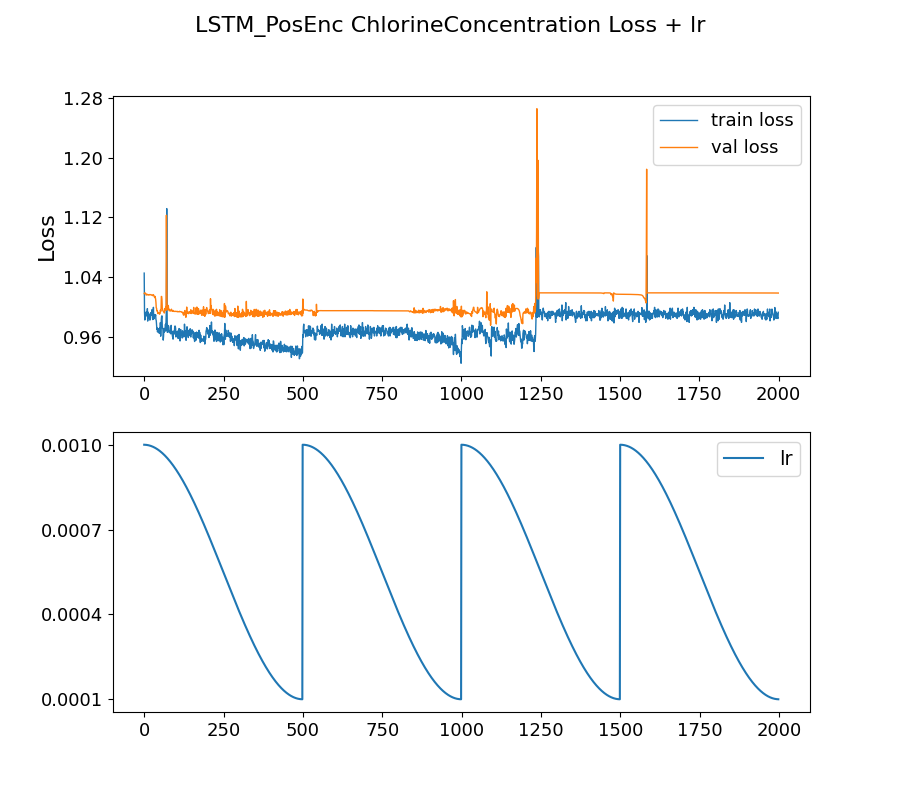 LSTM_PosEnc ChlorineConcentration Loss + lr
1.28
1.20
1.12
1.04
0.96
Loss
train loss
val loss
0 250 500 750 1000 1250 1500 1750 2000
0.0010
0.0007
0.0004
0.0001
lr
0 250 500 750 1000 1250 1500 1750 2000